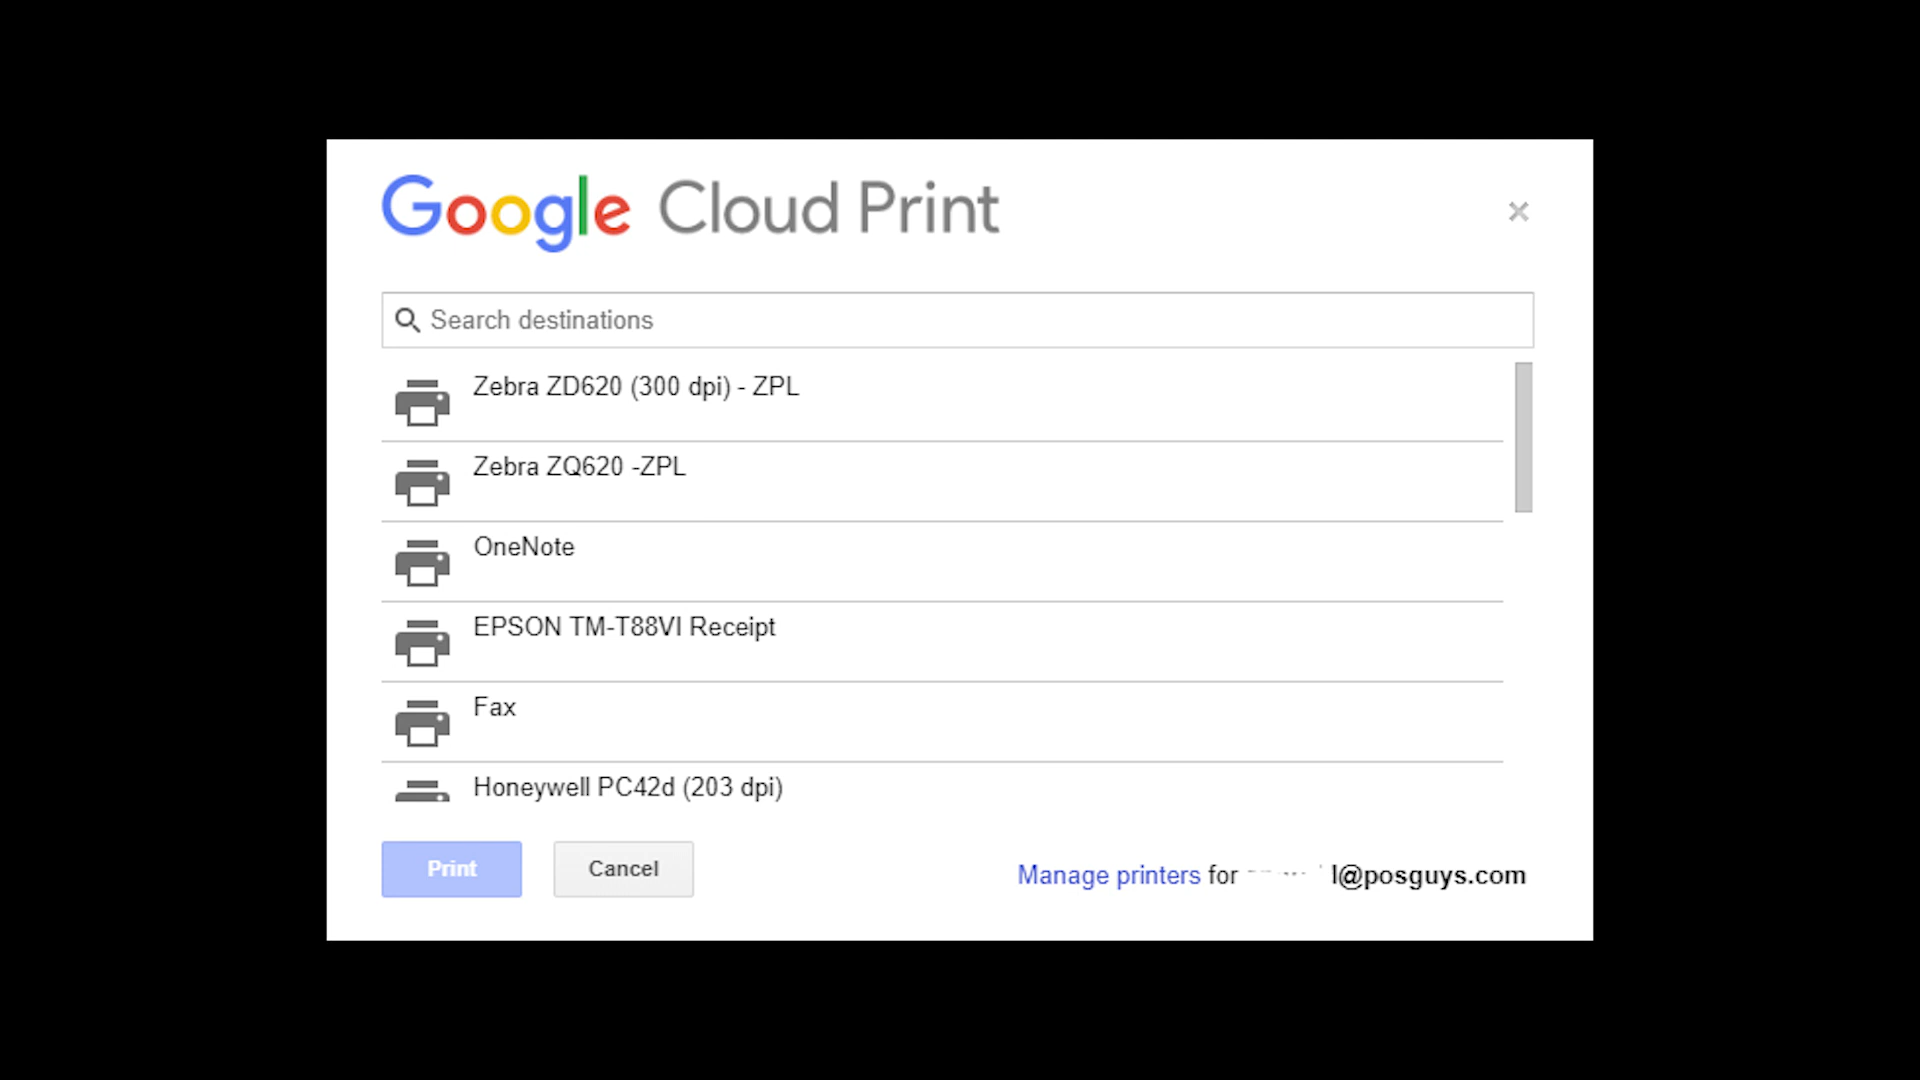 Google Cloud Print
Search destinations
Zebra ZD620 (300 dpi) - ZPL
Zebra ZQ620 -ZPL
OneNote
EPSON TM-T88VI Receipt
Fax
Honeywell PC42d (203 dpi)
Print
Cancel
Manage printers for l@posguys.com